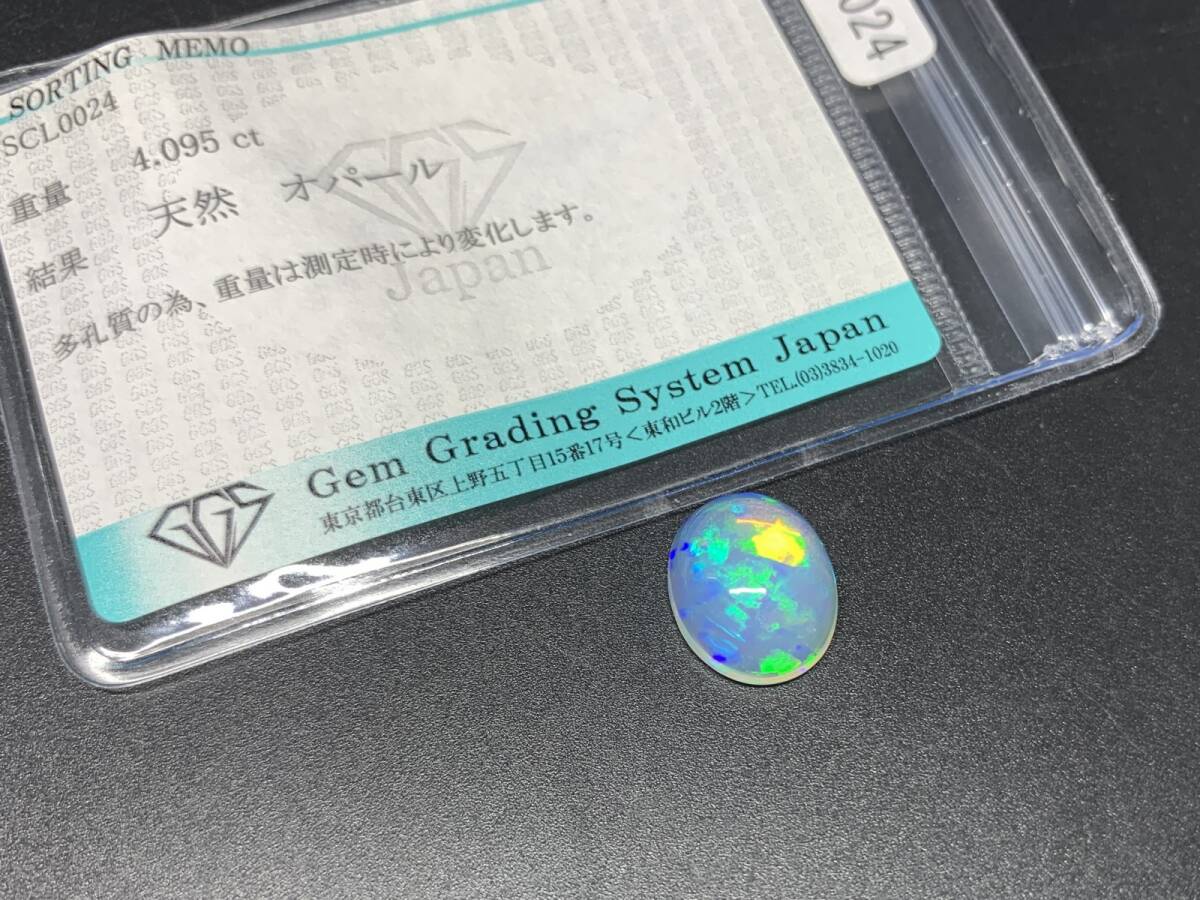 SORTING MEMO
SCL0024
重量 4.095 ct
結果 天然 オパール
多孔質の為、重量は測定時により変化します。
GGS
Japan
GGS
Gem Grading System Japan
東京都台東区上野五丁目15番17号<東和ビル2階>TEL.(03)3834-1020
024